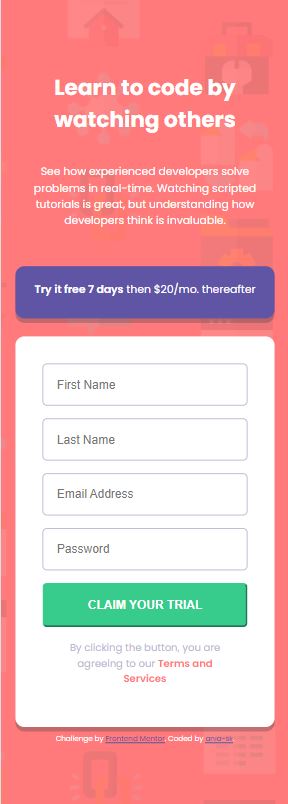 Learn to code by
watching others
See how experienced developers solve
problems in real-time. Watching scripted
tutorials is great, but understanding how
developers think is invaluable.
Try it free 7 days then $20/mo. thereafter
First Name
Last Name
Email Address
Password
CLAIM YOUR TRIAL
By clicking the button, you are
agreeing to our Terms and
Services
Challenge by Frontend Mentor. Coded by ania-sk.